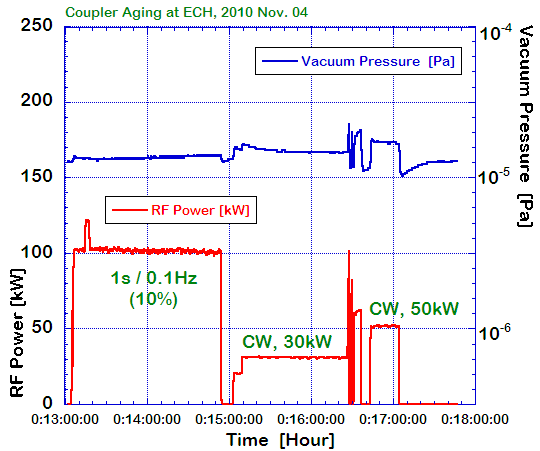 Coupler Aging at ECH, 2010 Nov. 04
250
200
150
100
50
0
RF Power [kW]
10-4
10-5
10-6
Vacuum Pressure [Pa]
Vacuum Pressure [Pa]
RF Power [kW]
1s / 0.1Hz
(10%)
CW, 30kW
CW, 50kW
0:13:00:00
0:14:00:00
0:15:00:00
0:16:00:00
0:17:00:00
0:18:00:00
Time [Hour]